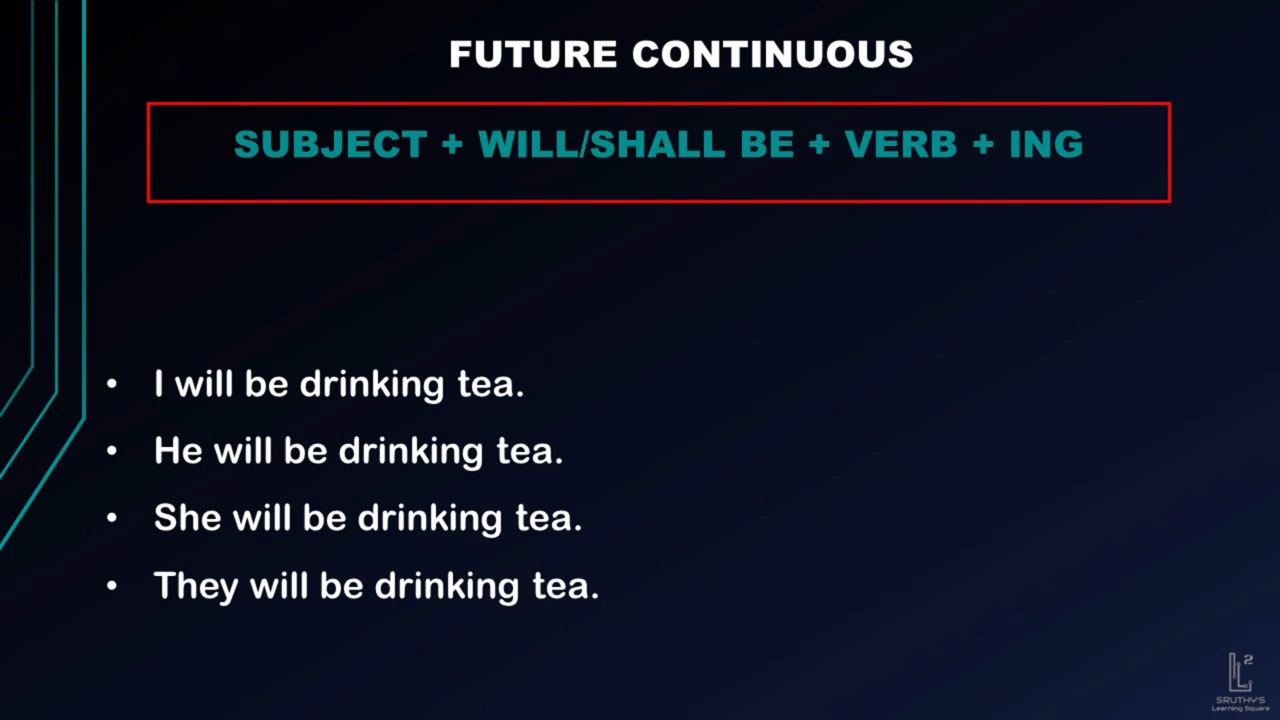 FUTURE CONTINUOUS
SUBJECT + WILL/SHALL BE + VERB + ING
• I will be drinking tea.
• He will be drinking tea.
• She will be drinking tea.
• They will be drinking tea.
L2
SRUTHY'S
Learning Square